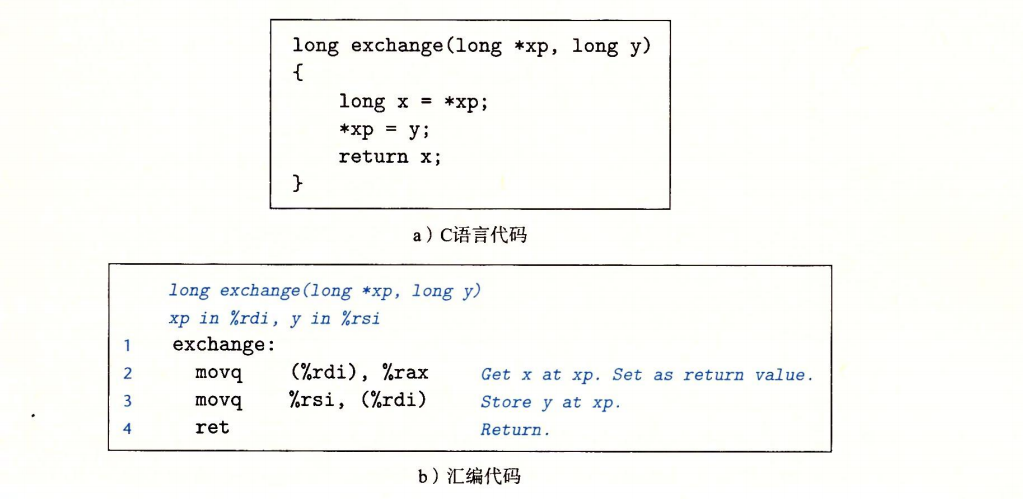 long exchange(long *xp, long y)
{
    long x = *xp;
    *xp = y;
    return x;
}
a）C语言代码
long exchange(long *xp, long y)
xp in %rdi, y in %rsi
1 exchange:
2 movq (%rdi), %rax Get x at xp. Set as return value.
3 movq %rsi, (%rdi) Store y at xp.
4 ret Return.
b）汇编代码